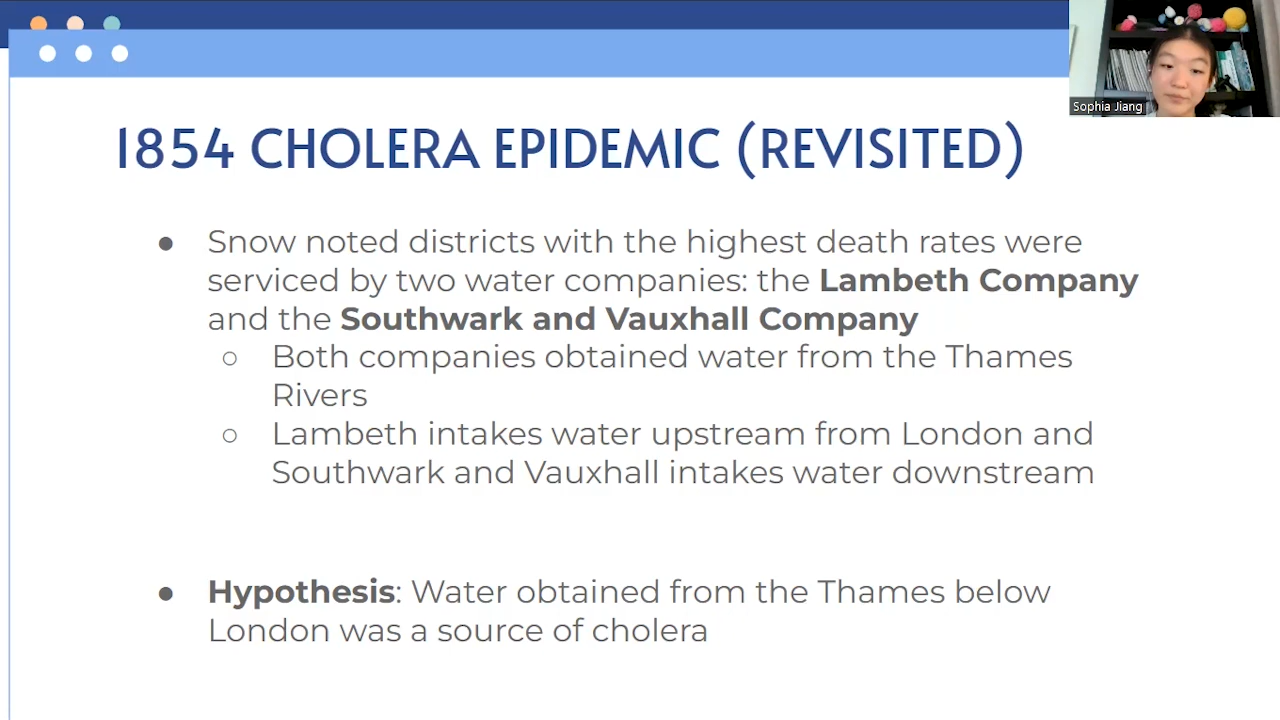 Sophia Jiang
1854 CHOLERA EPIDEMIC (REVISITED)
● Snow noted districts with the highest death rates were
serviced by two water companies: the Lambeth Company
and the Southwark and Vauxhall Company
○ Both companies obtained water from the Thames
Rivers
○ Lambeth intakes water upstream from London and
Southwark and Vauxhall intakes water downstream
● Hypothesis: Water obtained from the Thames below
London was a source of cholera